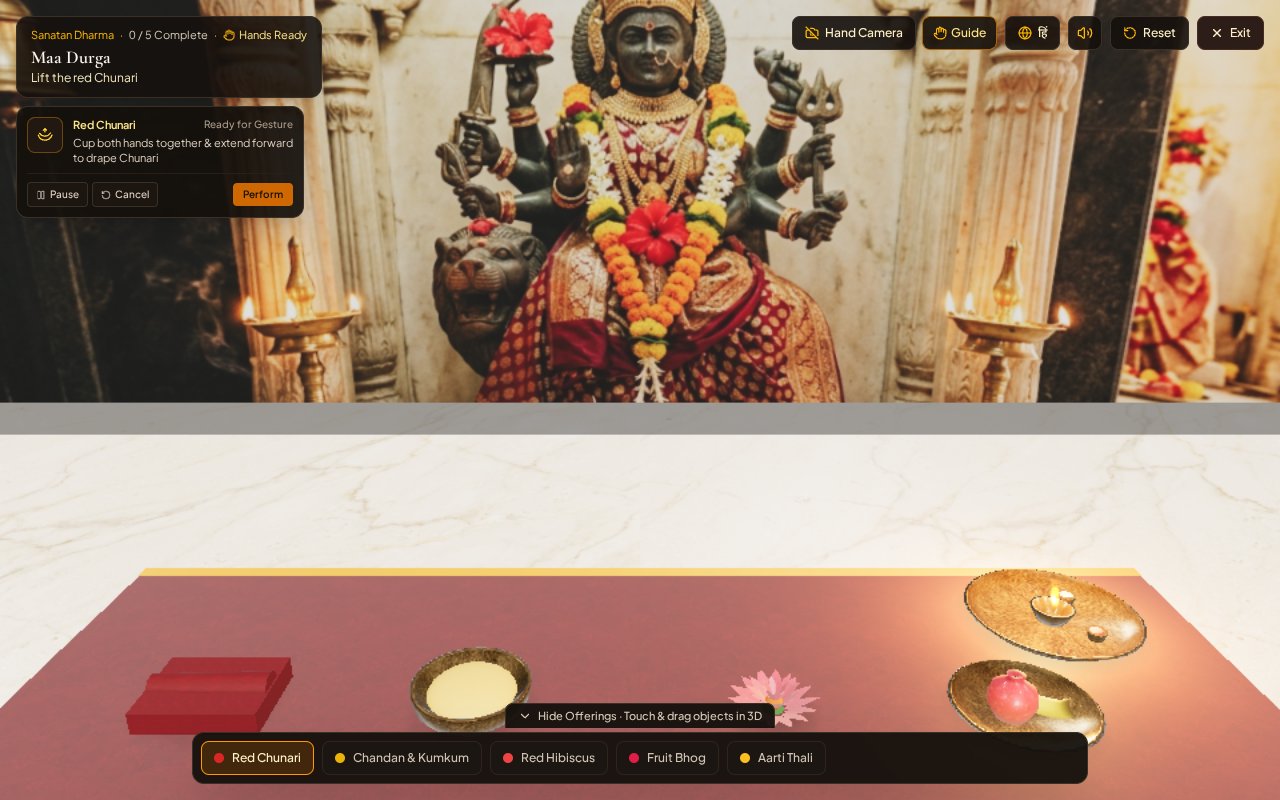 Sanatan Dharma · 0 / 5 Complete · Hands Ready
Maa Durga
Lift the red Chunari
Hand Camera
Guide
हिं
Reset
Exit
Red Chunari
Ready for Gesture
Cup both hands together & extend forward
to drape Chunari
Pause
Cancel
Perform
Hide Offerings · Touch & drag objects in 3D
Red Chunari
Chandan & Kumkum
Red Hibiscus
Fruit Bhog
Aarti Thali